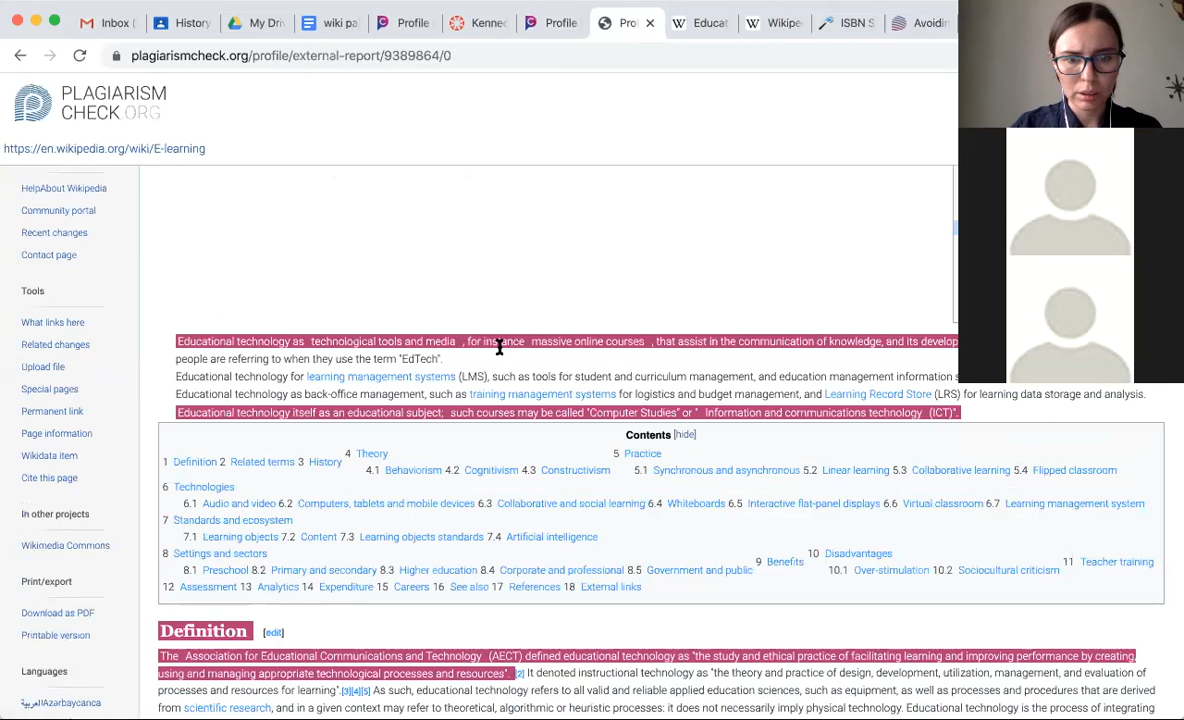 Inbox (
History
My Dri
wiki pa
Profile
Kenne
Profile
Pro
Educat
Wikipe
ISBN S
Avoidin
plagiarismcheck.org/profile/external-report/9389864/0
PLAGIARISM
CHECK.ORG
https://en.wikipedia.org/wiki/E-learning
HelpAbout Wikipedia
Community portal
Recent changes
Contact page
Tools
What links here
Related changes
Upload file
Special pages
Permanent link
Page information
Wikidata item
Cite this page
In other projects
Wikimedia Commons
Print/export
Download as PDF
Printable version
Languages
العربيةAzərbaycanca
Educational technology as technological tools and media , for instance massive online courses , that assist in the communication of knowledge, and its develop
people are referring to when they use the term "EdTech".
Educational technology for learning management systems (LMS), such as tools for student and curriculum management, and education management information s
Educational technology as back-office management, such as training management systems for logistics and budget management, and Learning Record Store (LRS) for learning data storage and analysis.
Educational technology itself as an educational subject; such courses may be called "Computer Studies" or " Information and communications technology (ICT)".
Contents [hide]
1 Definition 2 Related terms 3 History 4 Theory
4.1 Behaviorism 4.2 Cognitivism 4.3 Constructivism
5 Practice
5.1 Synchronous and asynchronous 5.2 Linear learning 5.3 Collaborative learning 5.4 Flipped classroom
6 Technologies
6.1 Audio and video 6.2 Computers, tablets and mobile devices 6.3 Collaborative and social learning 6.4 Whiteboards 6.5 Interactive flat-panel displays 6.6 Virtual classroom 6.7 Learning management system
7 Standards and ecosystem
7.1 Learning objects 7.2 Content 7.3 Learning objects standards 7.4 Artificial intelligence
8 Settings and sectors
8.1 Preschool 8.2 Primary and secondary 8.3 Higher education 8.4 Corporate and professional 8.5 Government and public
9 Benefits
10 Disadvantages
10.1 Over-stimulation 10.2 Sociocultural criticism
11 Teacher training
12 Assessment 13 Analytics 14 Expenditure 15 Careers 16 See also 17 References 18 External links
Definition [edit]
The Association for Educational Communications and Technology (AECT) defined educational technology as "the study and ethical practice of facilitating learning and improving performance by creating,
using and managing appropriate technological processes and resources". [2] It denoted instructional technology as "the theory and practice of design, development, utilization, management, and evaluation of
processes and resources for learning".[3][4][5] As such, educational technology refers to all valid and reliable applied education sciences, such as equipment, as well as processes and procedures that are derived
from scientific research, and in a given context may refer to theoretical, algorithmic or heuristic processes: it does not necessarily imply physical technology. Educational technology is the process of integrating